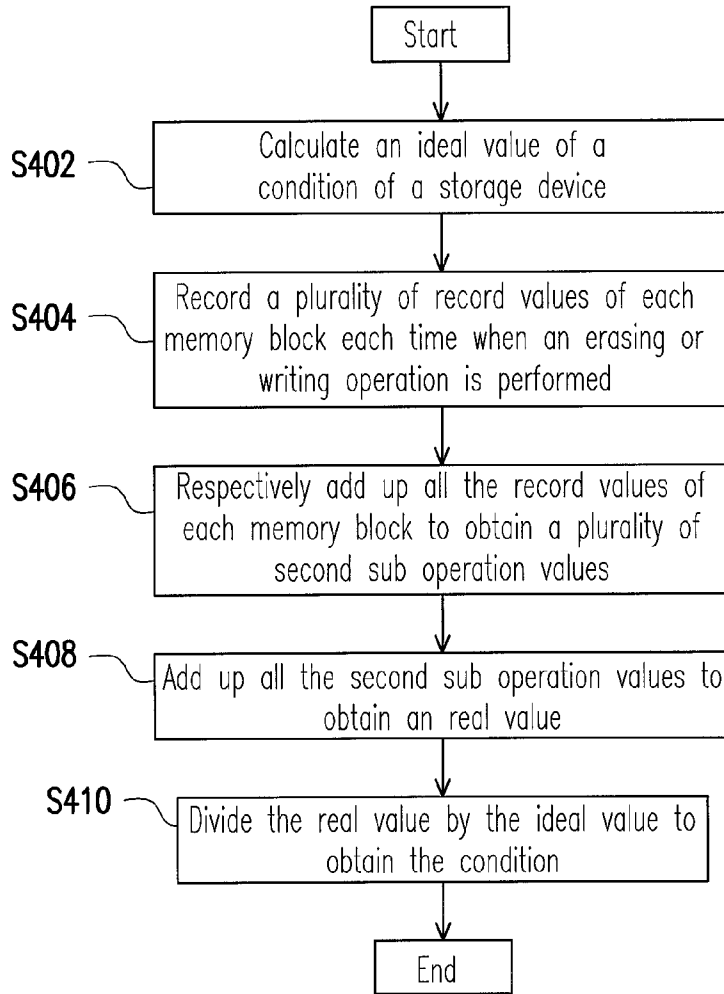 Start
S402
Calculate an ideal value of a
condition of a storage device
S404
Record a plurality of record values of each
memory block each time when an erasing or
writing operation is performed
S406
Respectively add up all the record values of
each memory block to obtain a plurality of
second sub operation values
S408
Add up all the second sub operation values to
obtain an real value
S410
Divide the real value by the ideal value to
obtain the condition
End